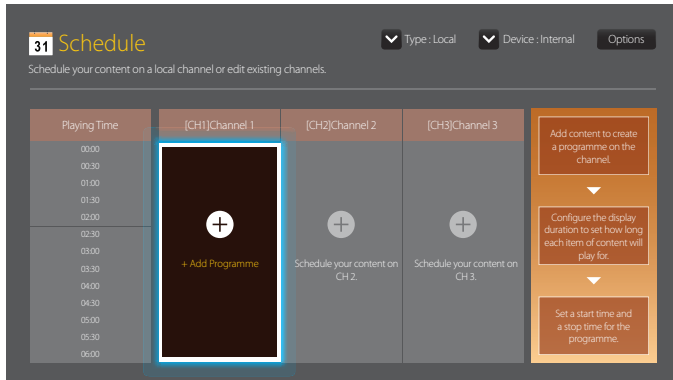 31 Schedule
Type : Local
Device : Internal
Options
Schedule your content on a local channel or edit existing channels.
Playing Time
[CH1]Channel 1
[CH2]Channel 2
[CH3]Channel 3
00:00
00:30
01:00
01:30
02:00
02:30
03:00
03:30
04:00
04:30
05:00
05:30
06:00
+ Add Programme
Schedule your content on
CH 2.
Schedule your content on
CH 3.
Add content to create
a programme on the
channel.
Configure the display
duration to set how long
each item of content will
play for.
Set a start time and
a stop time for the
programme.